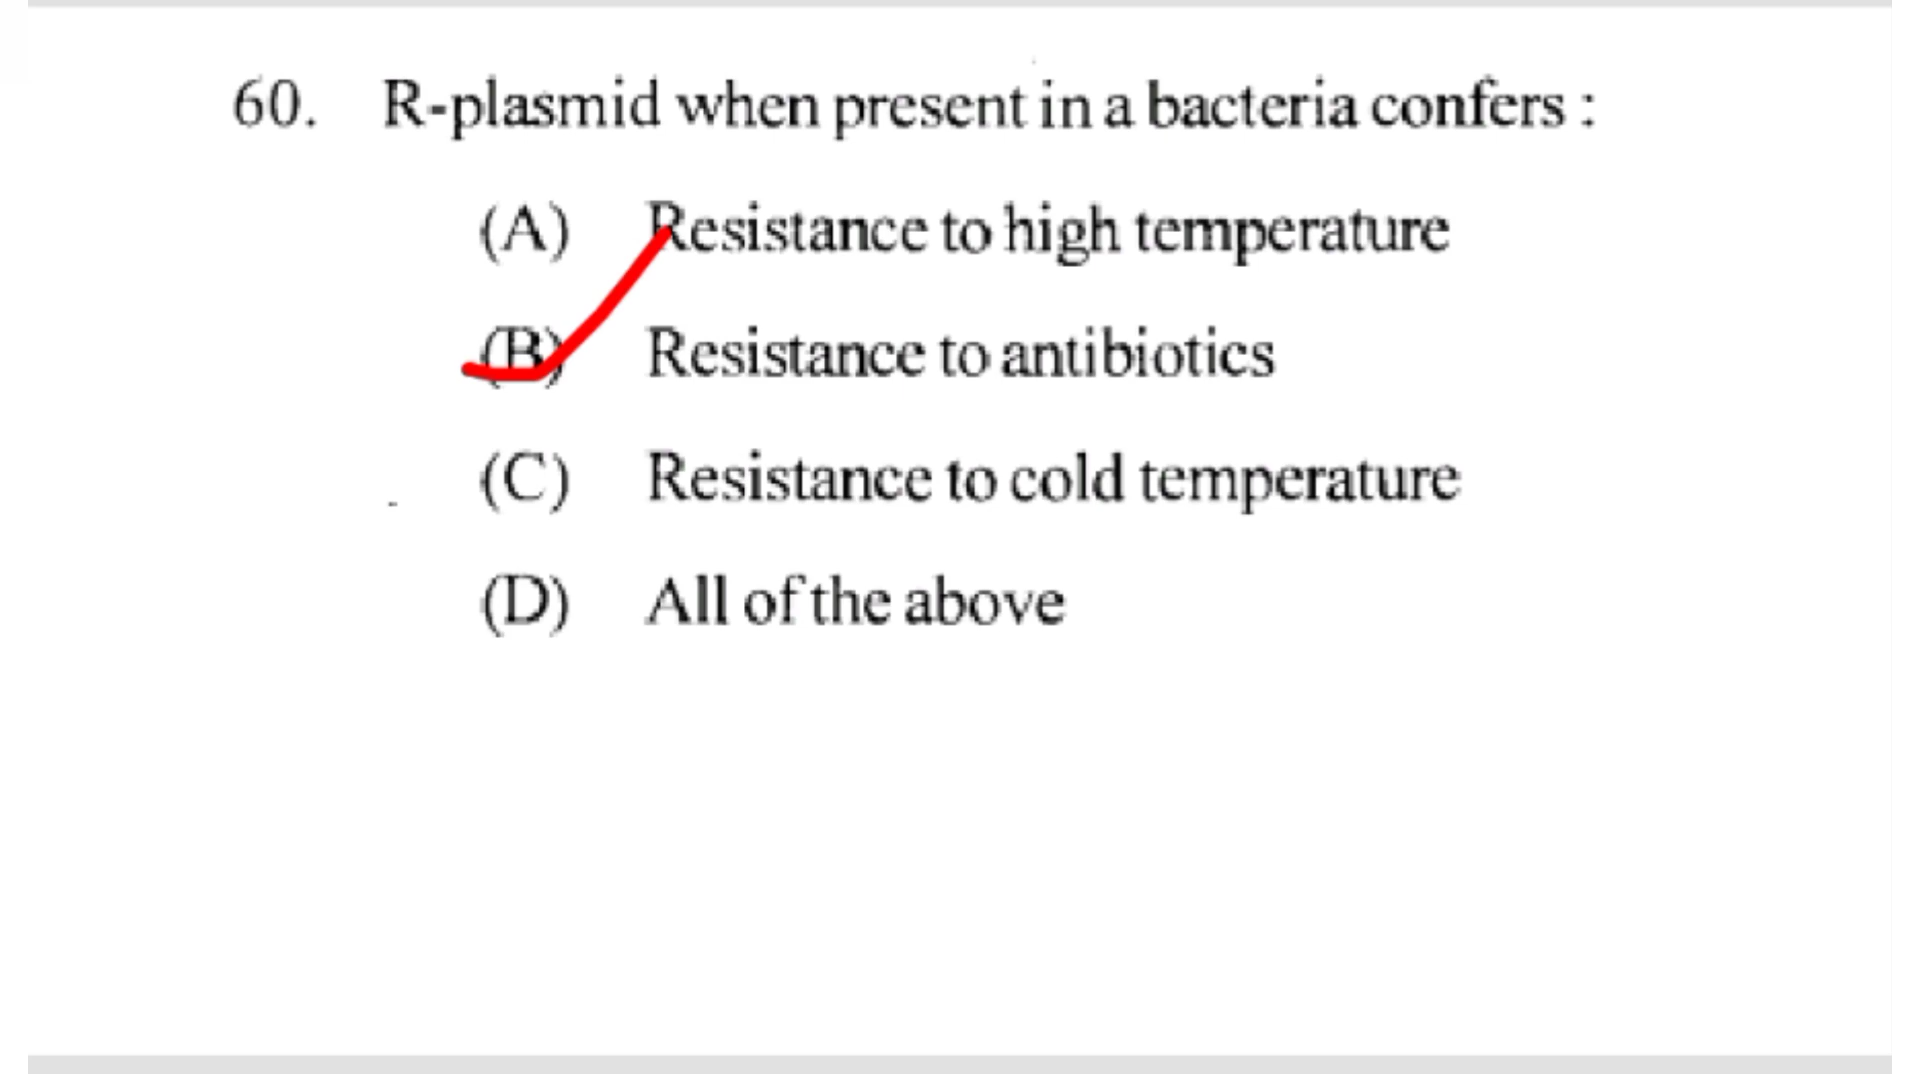 60. R-plasmid when present in a bacteria confers :
(A) Resistance to high temperature
(B) Resistance to antibiotics
(C) Resistance to cold temperature
(D) All of the above